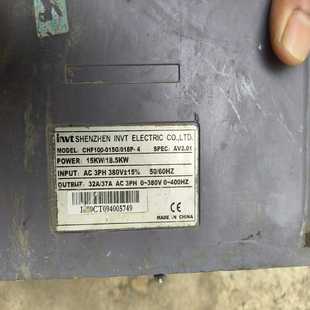 invt SHENZHEN INVT ELECTRIC CO.,LTD.
MODEL: CHF100-015G/018P-4 SPEC: AV2.01
POWER: 15KW/18.5KW
INPUT: AC 3PH 380V±15% 50/60HZ
OUTPUT: 32A/37A AC 3PH 0~380V 0~400HZ
MADE IN CHINA